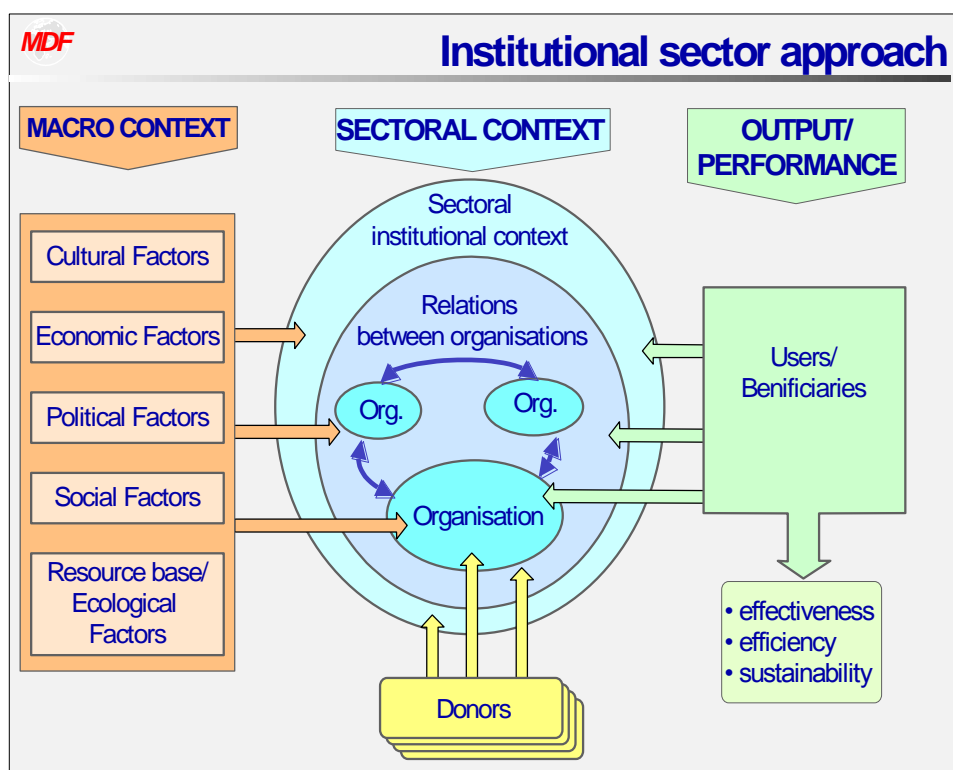 MDF
Institutional sector approach
MACRO CONTEXT
SECTORAL CONTEXT
OUTPUT/
PERFORMANCE
Sectoral
institutional context
Cultural Factors
Economic Factors
Political Factors
Social Factors
Resource base/
Ecological
Factors
Relations
between organisations
Org.
Org.
Organisation
Donors
Users/
Benificiaries
• effectiveness
• efficiency
• sustainability